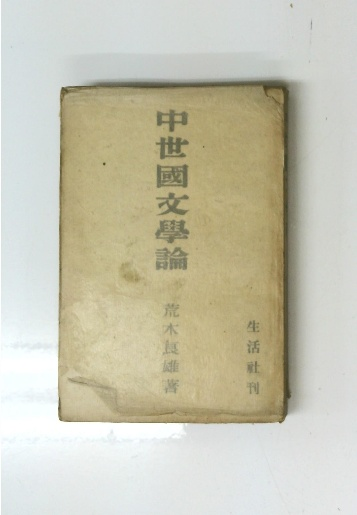 中世國文學論
荒木良雄著
生活社刊